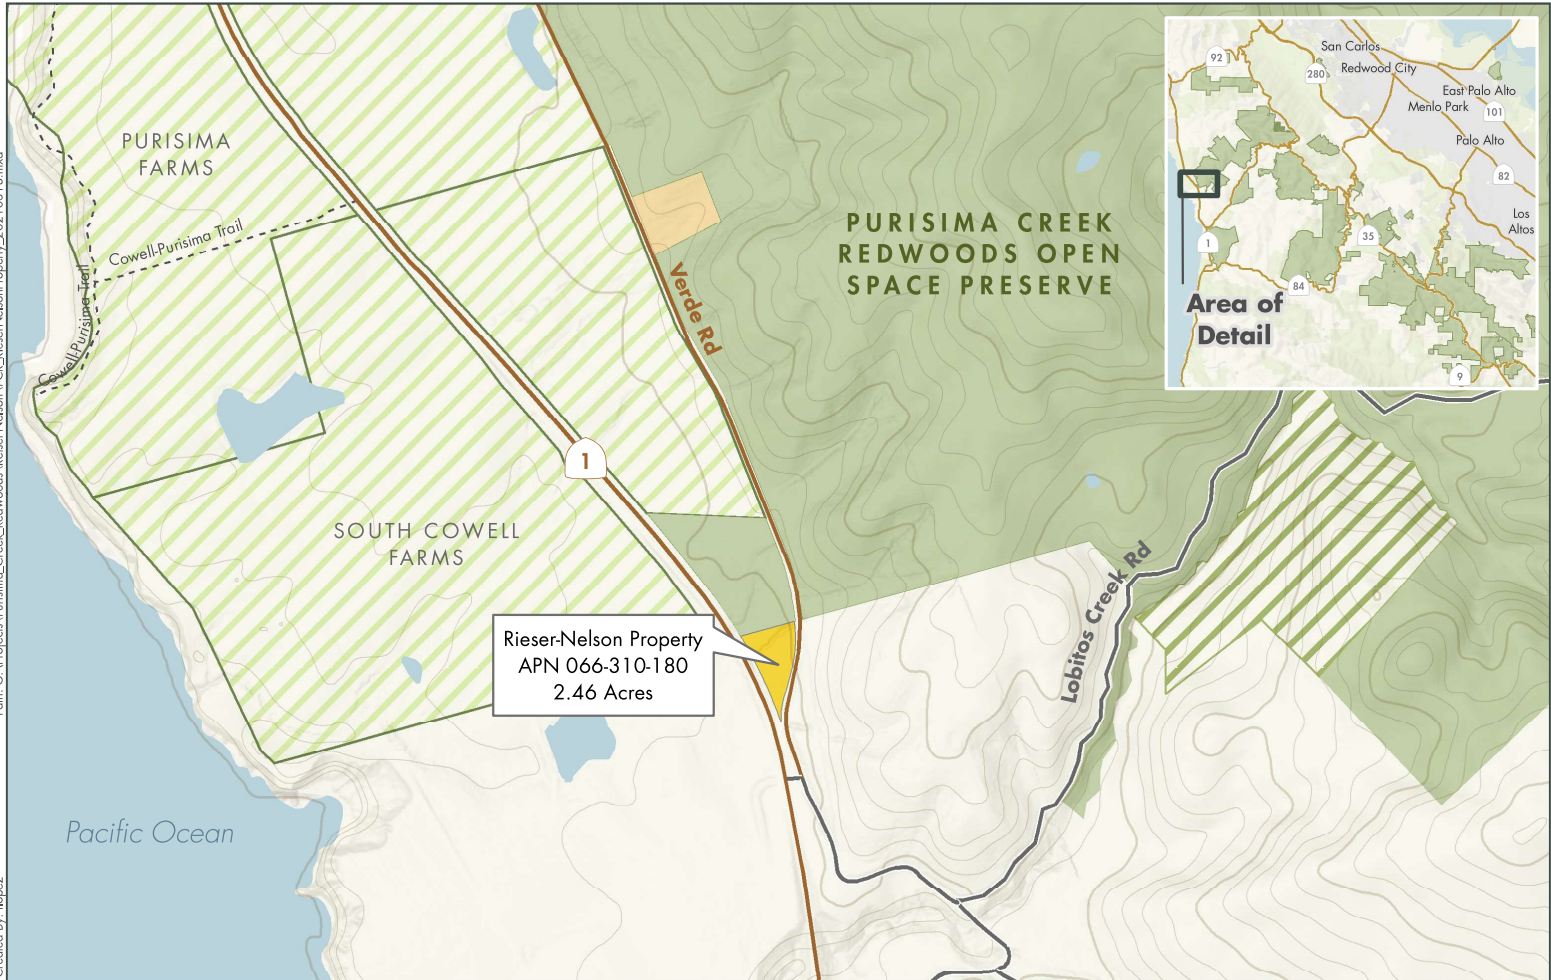 PURISIMA
FARMS
Cowell-Purisima Trail
Cowell-Purisima Trail
Verde Rd
PURISIMA CREEK
REDWOODS OPEN
SPACE PRESERVE
1
SOUTH COWELL
FARMS
Rieser-Nelson Property
APN 066-310-180
2.46 Acres
Lobitos Creek Rd
Pacific Ocean
92
San Carlos
280
Redwood City
East Palo Alto
Menlo Park
101
Palo Alto
82
Los
Altos
35
1
84
9
Area of
Detail